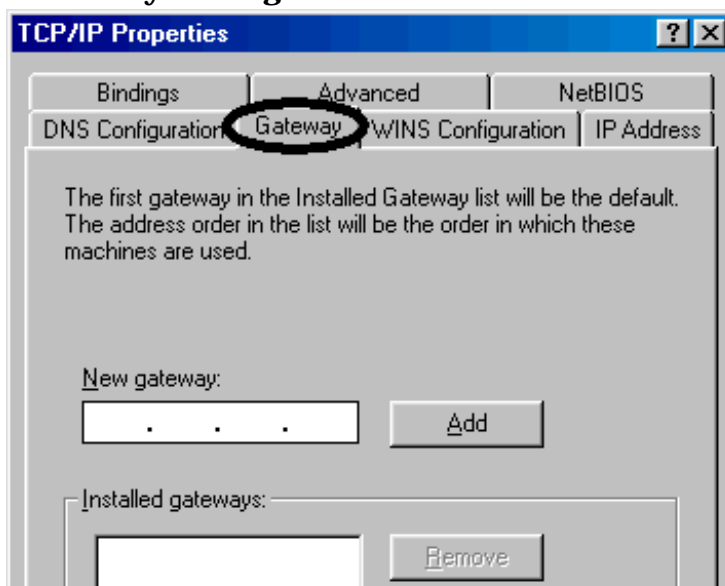 TCP/IP Properties ? ×
Bindings Advanced NetBIOS
DNS Configuration Gateway WINS Configuration IP Address
The first gateway in the Installed Gateway list will be the default.
The address order in the list will be the order in which these
machines are used.
New gateway:
. . . Add
Installed gateways:
Remove